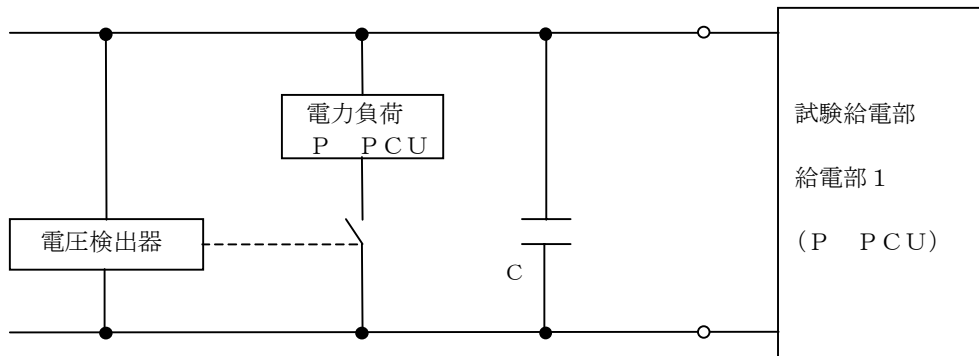 電力負荷
Ｐ　ＰＣＵ
電圧検出器
Ｃ
試験給電部
給電部１
（Ｐ　ＰＣＵ）